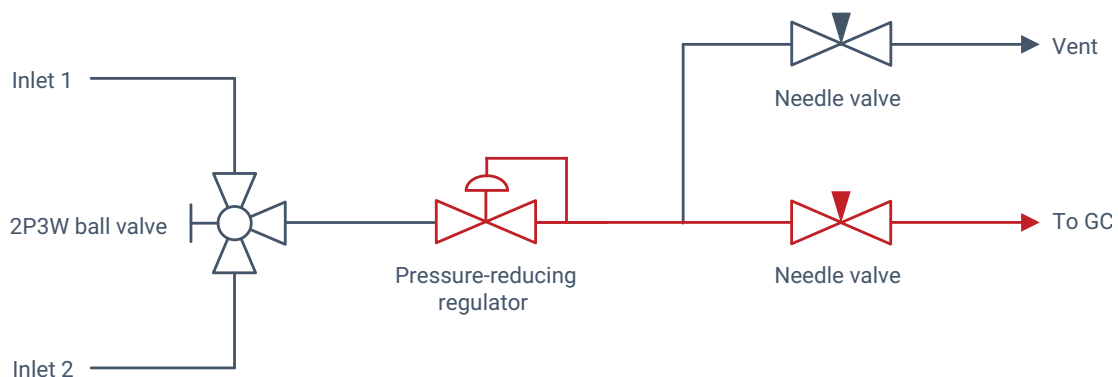 Vent
Needle valve
Inlet 1
2P3W ball valve
Pressure-reducing
regulator
To GC
Needle valve
Inlet 2